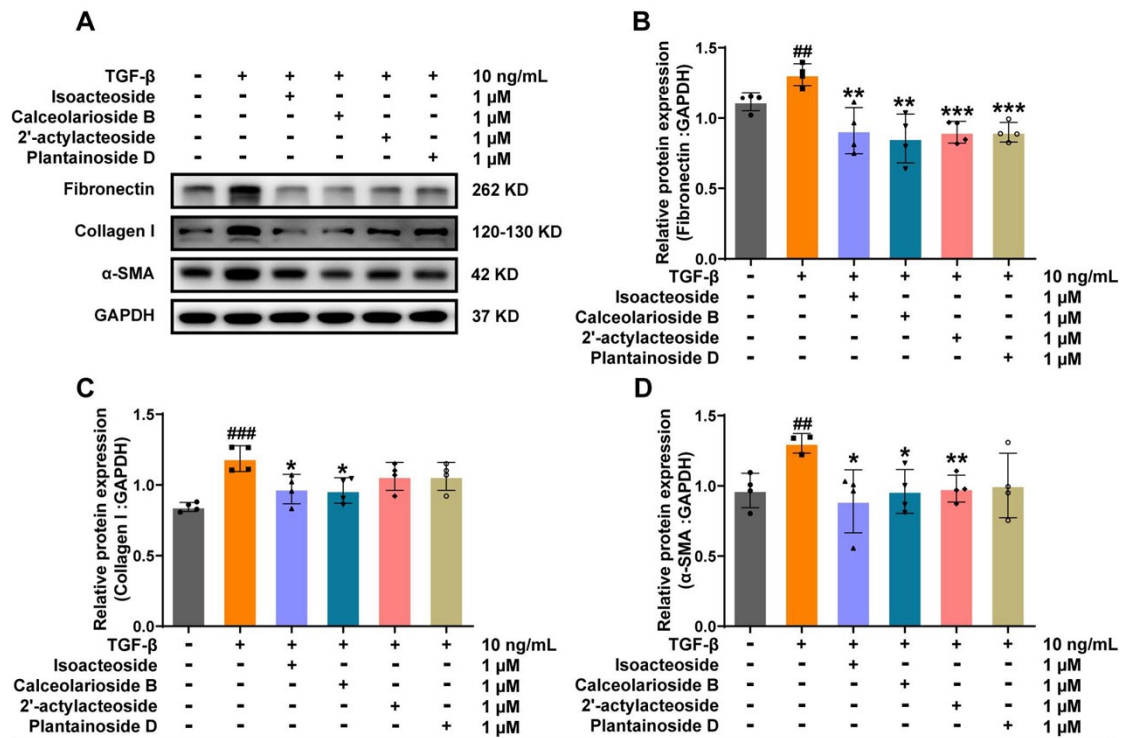 A
TGF-β - + + + + + 10 ng/mL
Isoacteoside - - + - - - 1 μM
Calceolarioside B - - - + - - 1 μM
2'-actylacteoside - - - - + - 1 μM
Plantainoside D - - - - - + 1 μM
Fibronectin 262 KD
Collagen I 120-130 KD
α-SMA 42 KD
GAPDH 37 KD
B
Relative protein expression
(Fibronectin :GAPDH)
1.5
1.0
0.5
0.0
## ** ** *** ***
TGF-β - + + + + + 10 ng/mL
Isoacteoside - - + - - - 1 μM
Calceolarioside B - - - + - - 1 μM
2'-actylacteoside - - - - + - 1 μM
Plantainoside D - - - - - + 1 μM
C
Relative protein expression
(Collagen I :GAPDH)
1.5
1.0
0.5
0.0
### * *
TGF-β - + + + + + 10 ng/mL
Isoacteoside - - + - - - 1 μM
Calceolarioside B - - - + - - 1 μM
2'-actylacteoside - - - - + - 1 μM
Plantainoside D - - - - - + 1 μM
D
Relative protein expression
(α-SMA :GAPDH)
1.5
1.0
0.5
0.0
## * * **
TGF-β - + + + + + 10 ng/mL
Isoacteoside - - + - - - 1 μM
Calceolarioside B - - - + - - 1 μM
2'-actylacteoside - - - - + - 1 μM
Plantainoside D - - - - - + 1 μM